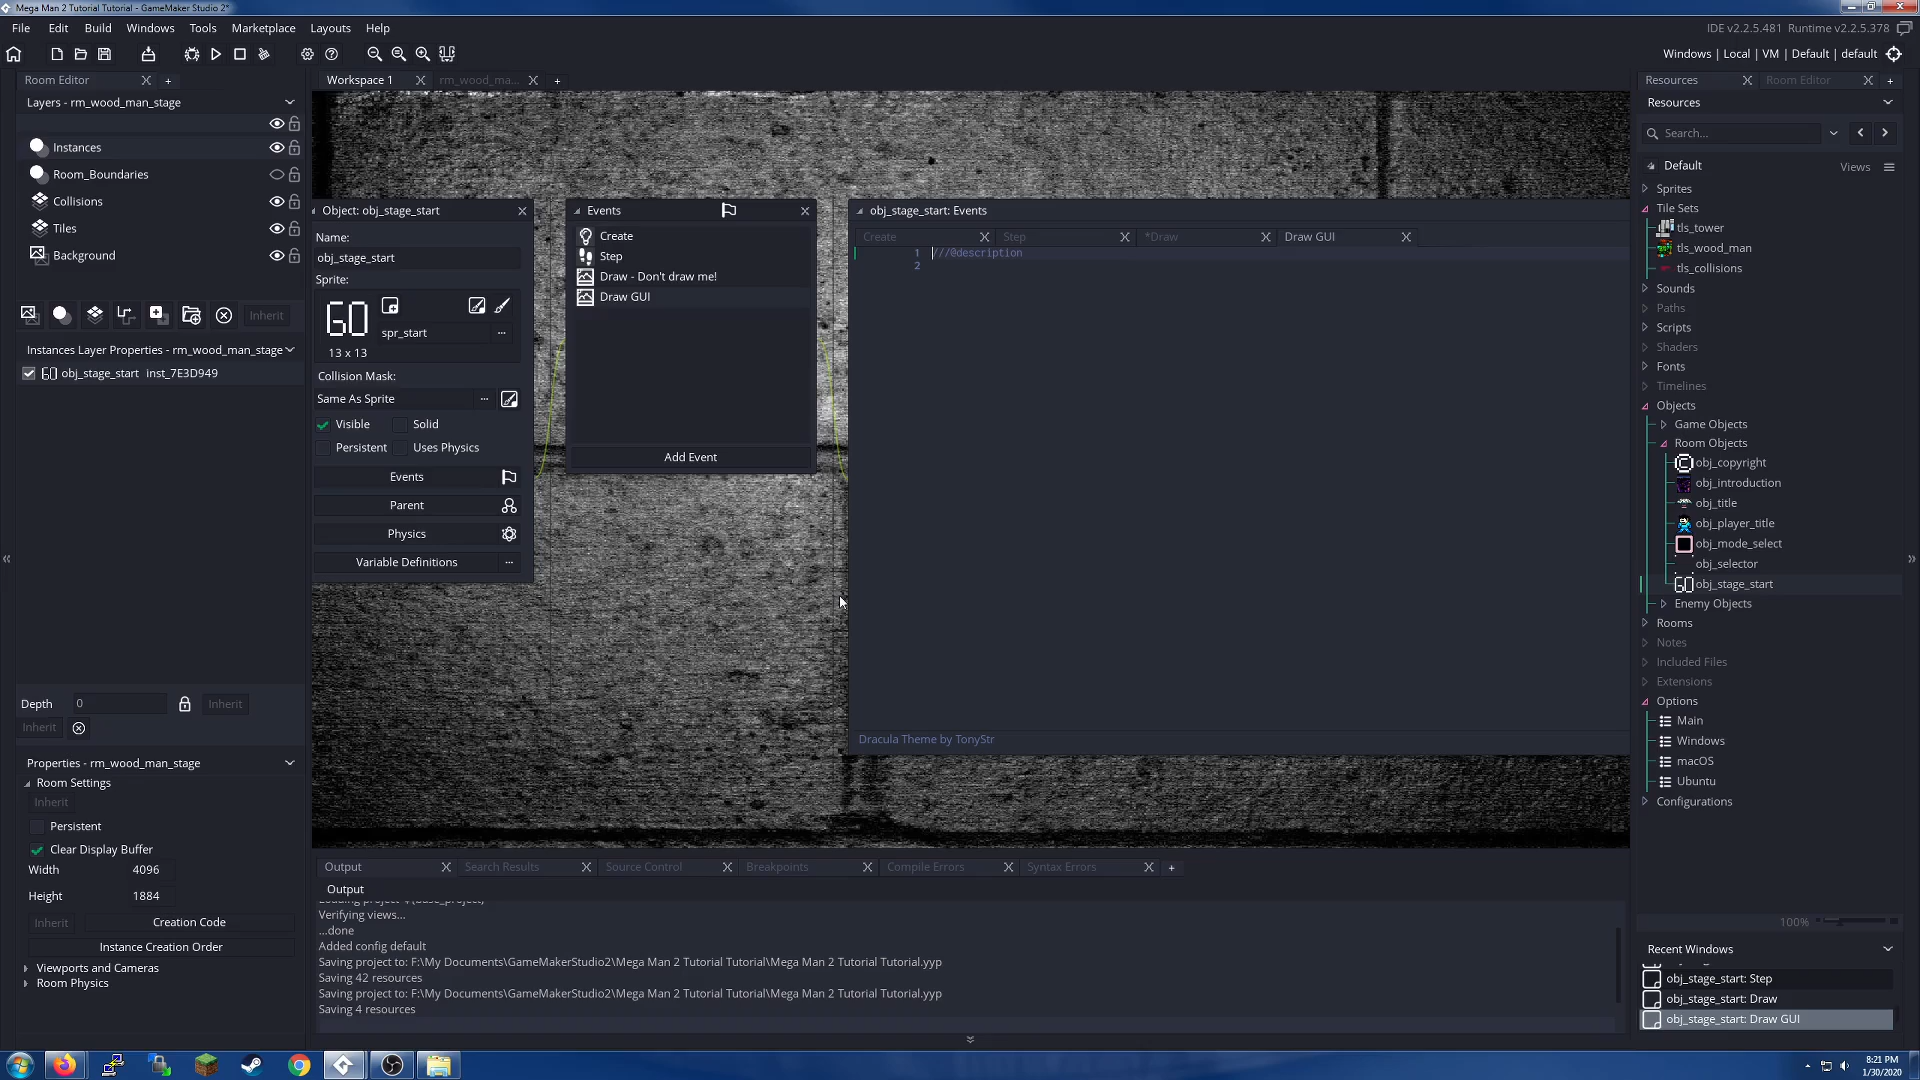 Mega Man 2 Tutorial Tutorial - GameMaker Studio 2*
File Edit Build Windows Tools Marketplace Layouts Help
IDE v2.2.5.481 Runtime v2.2.5.378
Windows | Local | VM | Default | default
Room Editor
Layers - rm_wood_man_stage
Instances
Room_Boundaries
Collisions
Tiles
Background
Inherit
Instances Layer Properties - rm_wood_man_stage
obj_stage_start inst_7E3D949
Depth 0 Inherit
Inherit
Properties - rm_wood_man_stage
Room Settings
Inherit
Persistent
Clear Display Buffer
Width 4096
Height 1884
Inherit Creation Code
Instance Creation Order
Viewports and Cameras
Room Physics
Workspace 1 rm_wood_ma...
Object: obj_stage_start
Name:
obj_stage_start
Sprite:
GO
spr_start
13 x 13
Collision Mask:
Same As Sprite
Visible Solid
Persistent Uses Physics
Events
Parent
Physics
Variable Definitions
Events
Create
Step
Draw - Don't draw me!
Draw GUI
Add Event
obj_stage_start: Events
Create Step *Draw Draw GUI
1 ///@description
2
Dracula Theme by TonyStr
Output Search Results Source Control Breakpoints Compile Errors Syntax Errors
Output
Verifying views...
...done
Added config default
Saving project to: F:\My Documents\GameMakerStudio2\Mega Man 2 Tutorial Tutorial\Mega Man 2 Tutorial Tutorial.yyp
Saving 42 resources
Saving project to: F:\My Documents\GameMakerStudio2\Mega Man 2 Tutorial Tutorial\Mega Man 2 Tutorial Tutorial.yyp
Saving 4 resources
Resources Room Editor
Resources
Search...
Default Views
Sprites
Tile Sets
tls_tower
tls_wood_man
tls_collisions
Sounds
Paths
Scripts
Shaders
Fonts
Timelines
Objects
Game Objects
Room Objects
obj_copyright
obj_introduction
obj_title
obj_player_title
obj_mode_select
obj_selector
obj_stage_start
Enemy Objects
Rooms
Notes
Included Files
Extensions
Options
Main
Windows
macOS
Ubuntu
Configurations
100%
Recent Windows
obj_stage_start: Step
obj_stage_start: Draw
obj_stage_start: Draw GUI
8:21 PM
1/30/2020